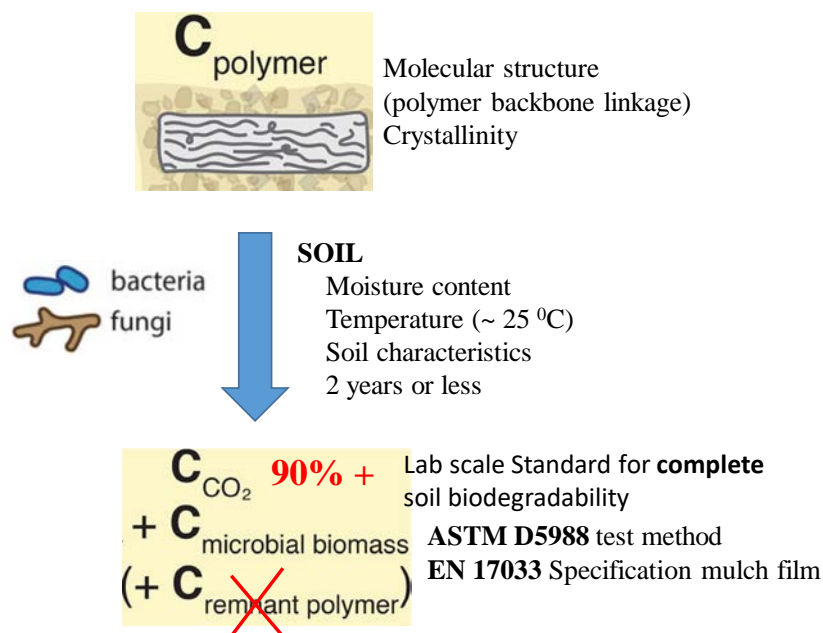 C polymer
Molecular structure
(polymer backbone linkage)
Crystallinity
bacteria
fungi
SOIL
Moisture content
Temperature (~ 25 ⁰C)
Soil characteristics
2 years or less
C CO₂ 90% +
+ C microbial biomass
(+ C remnant polymer)
Lab scale Standard for complete
soil biodegradability
ASTM D5988 test method
EN 17033 Specification mulch film